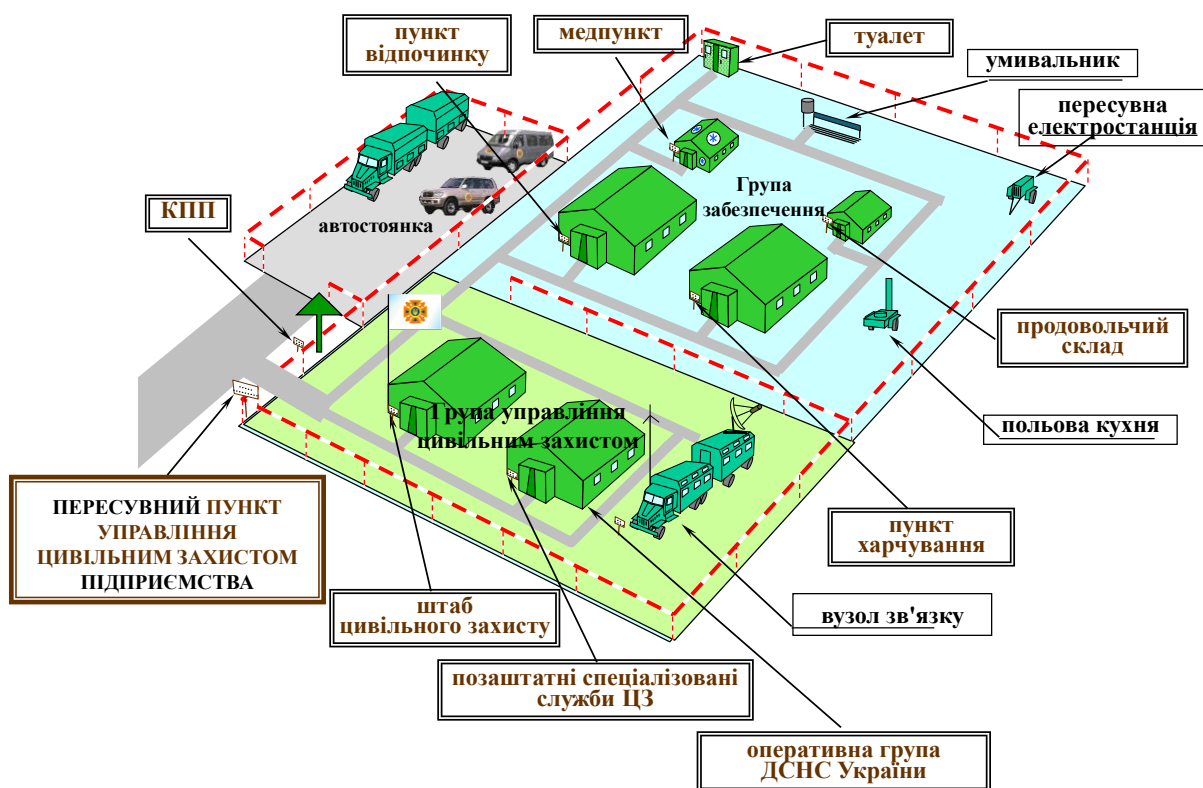 пункт
відпочинку
медпункт
туалет
умивальник
пересувна
електростанція
КПП
автостоянка
Група
забезпечення
продовольчий
склад
польова кухня
Група управління
цивільним захистом
пункт
харчування
ПЕРЕСУВНИЙ ПУНКТ
УПРАВЛІННЯ
ЦИВІЛЬНИМ ЗАХИСТОМ
ПІДПРИЄМСТВА
штаб
цивільного захисту
вузол зв'язку
позаштатні спеціалізовані
служби ЦЗ
оперативна група
ДСНС України